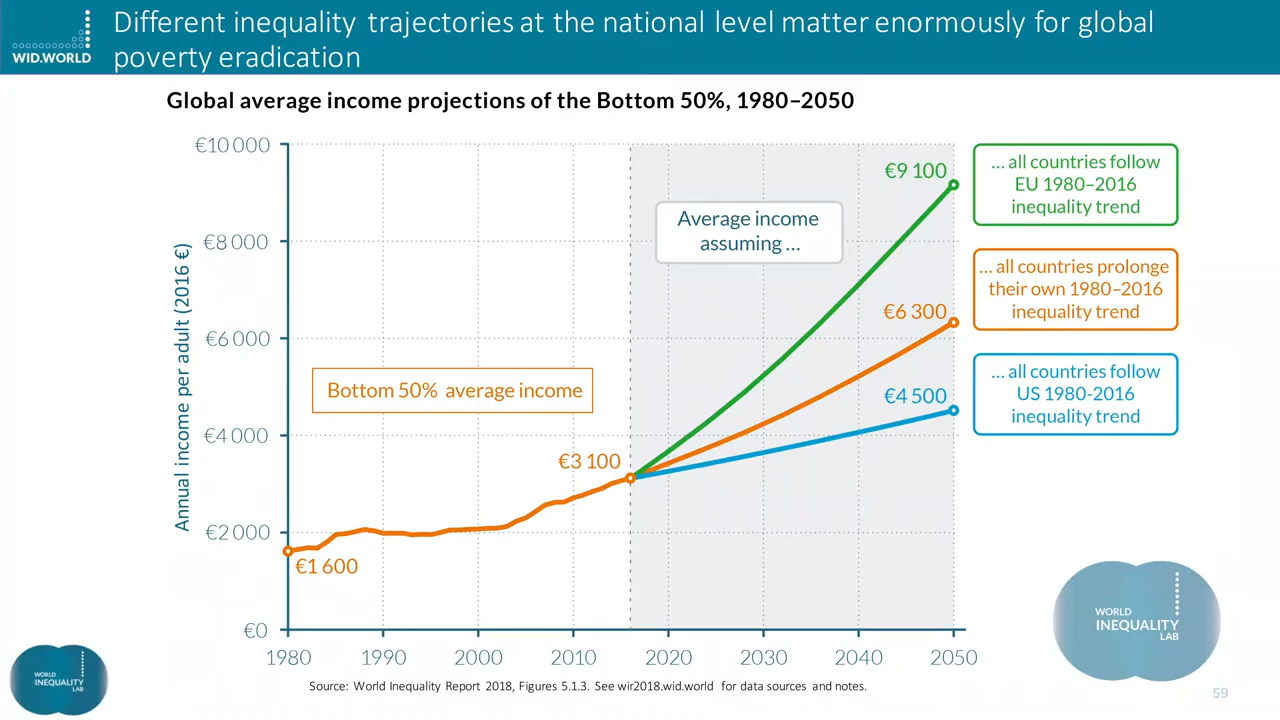 Different inequality trajectories at the national level matter enormously for global
poverty eradication
WID.WORLD
Global average income projections of the Bottom 50%, 1980–2050
Annual income per adult (2016 €)
€10 000
€8 000
€6 000
€4 000
€2 000
€0
1980
1990
2000
2010
2020
2030
2040
2050
Bottom 50% average income
€1 600
€3 100
Average income
assuming ...
€9 100
€6 300
€4 500
... all countries follow
EU 1980–2016
inequality trend
... all countries prolonge
their own 1980–2016
inequality trend
... all countries follow
US 1980-2016
inequality trend
WORLD
INEQUALITY
LAB
WORLD
INEQUALITY
LAB
Source: World Inequality Report 2018, Figures 5.1.3. See wir2018.wid.world for data sources and notes.
59